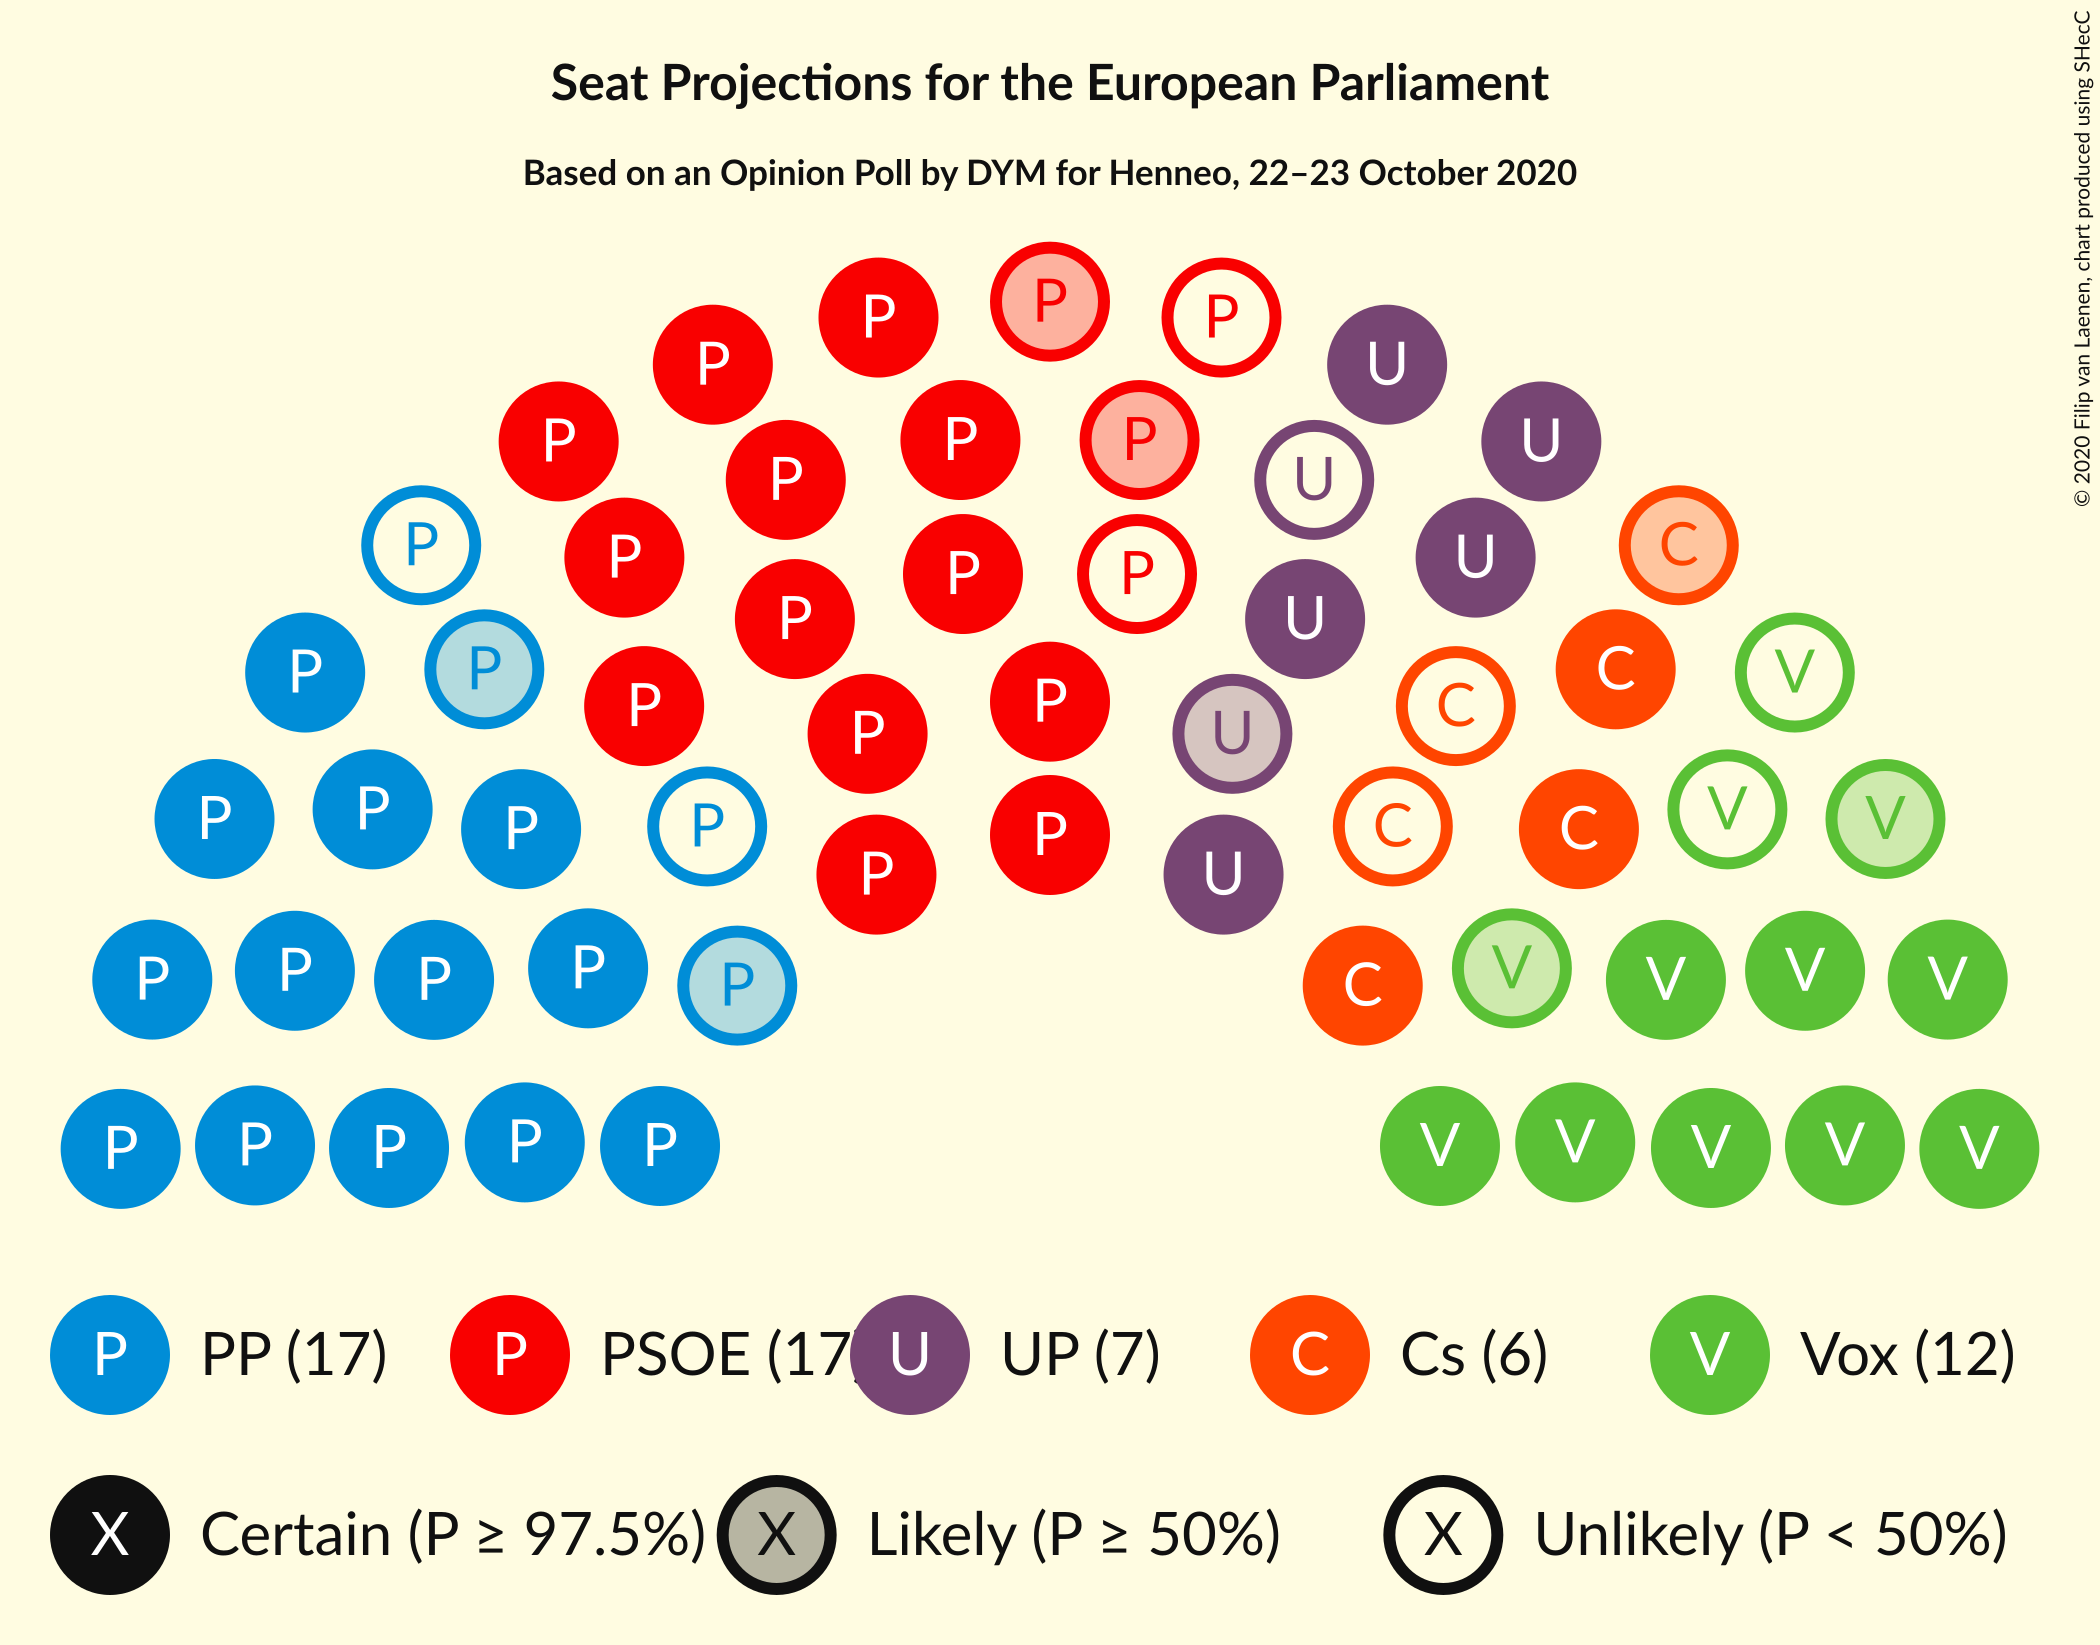 Seat Projections for the European Parliament
Based on an Opinion Poll by DYM for Henneo, 22–23 October 2020
© 2020 Filip van Laenen, chart produced using SHecC
P P P
P P U
P U
P P P U
P P U
P P C
P P U
P P C
P P C
P P U V
P P C
P P
P P V
P P P C C V V
P U
P P P C V V V V
P P V V
P P P P P V V V V V
P PP (17) P PSOE (17) U UP (7) C Cs (6) V Vox (12)
X Certain (P ≥ 97.5%) X Likely (P ≥ 50%) X Unlikely (P < 50%)